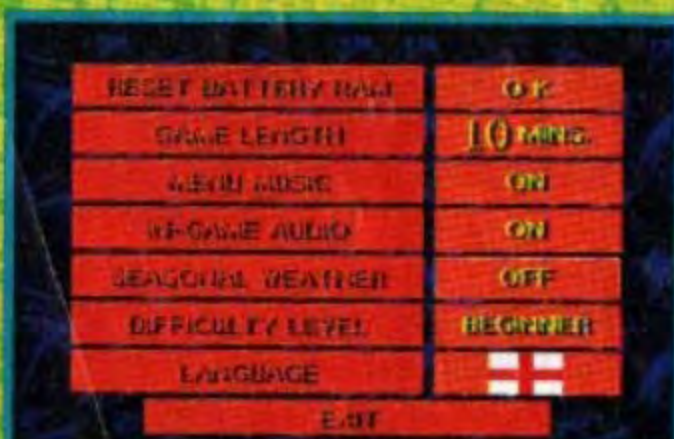 RESET BATTERY RAM OK
GAME LENGTH 10 MINS.
MENU MUSIC ON
IN-GAME AUDIO ON
SEASONAL WEATHER OFF
DIFFICULTY LEVEL BEGINNER
LANGUAGE
EXIT